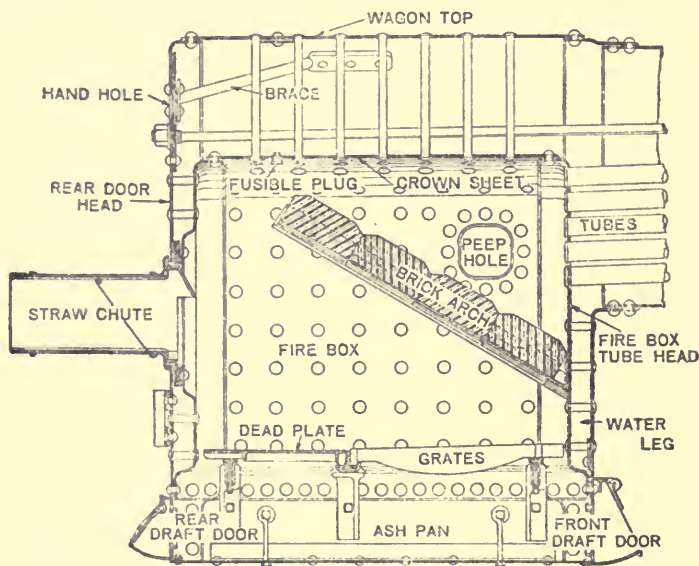 WAGON TOP
HAND HOLE
BRACE
REAR DOOR
HEAD
FUSIBLE PLUG
CROWN SHEET
TUBES
PEEP
HOLE
BRICK ARCH
STRAW CHUTE
FIRE BOX
FIRE BOX
TUBE HEAD
DEAD PLATE
GRATES
WATER
LEG
REAR
DRAFT DOOR
ASH PAN
FRONT
DRAFT DOOR